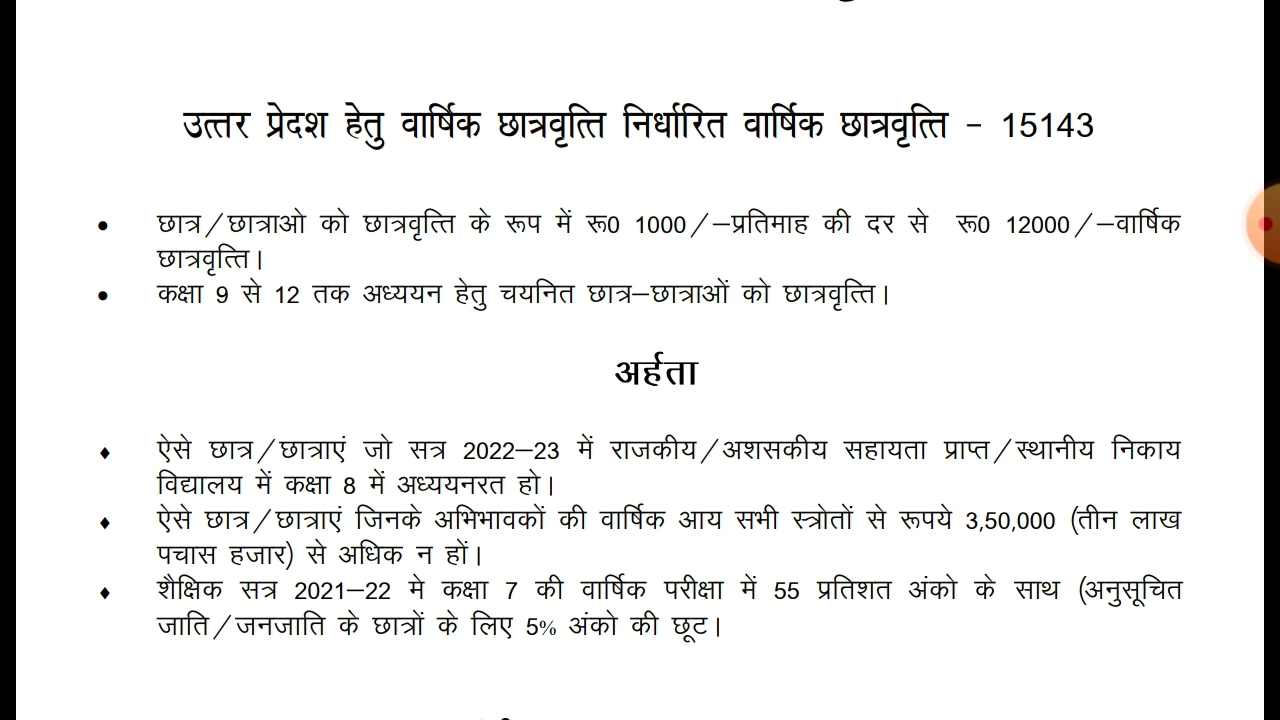 उत्तर प्रेदश हेतु वार्षिक छात्रवृत्ति निर्धारित वार्षिक छात्रवृत्ति – 15143
• छात्र/छात्राओ को छात्रवृत्ति के रूप में रू0 1000/–प्रतिमाह की दर से रू0 12000/–वार्षिक
छात्रवृत्ति।
• कक्षा 9 से 12 तक अध्ययन हेतु चयनित छात्र–छात्राओं को छात्रवृत्ति।
अर्हता
♦ ऐसे छात्र/छात्राएं जो सत्र 2022–23 में राजकीय/अशसकीय सहायता प्राप्त/स्थानीय निकाय
विद्यालय में कक्षा 8 में अध्ययनरत हो।
♦ ऐसे छात्र/छात्राएं जिनके अभिभावकों की वार्षिक आय सभी स्त्रोतों से रूपये 3,50,000 (तीन लाख
पचास हजार) से अधिक न हों।
♦ शैक्षिक सत्र 2021–22 मे कक्षा 7 की वार्षिक परीक्षा में 55 प्रतिशत अंको के साथ (अनुसूचित
जाति/जनजाति के छात्रों के लिए 5% अंको की छूट।